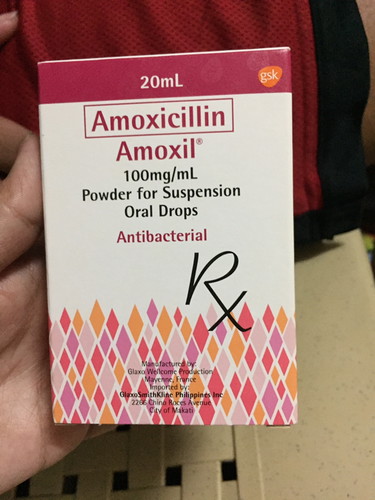 20mL
gsk
Amoxicillin
Amoxil®
100mg/mL
Powder for Suspension
Oral Drops
Antibacterial
Rx
Manufactured by:
Glaxo Wellcome Production
Mayenne, France
Imported by:
GlaxoSmithKline Philippines Inc
2266 Chino Roces Avenue
City of Makati